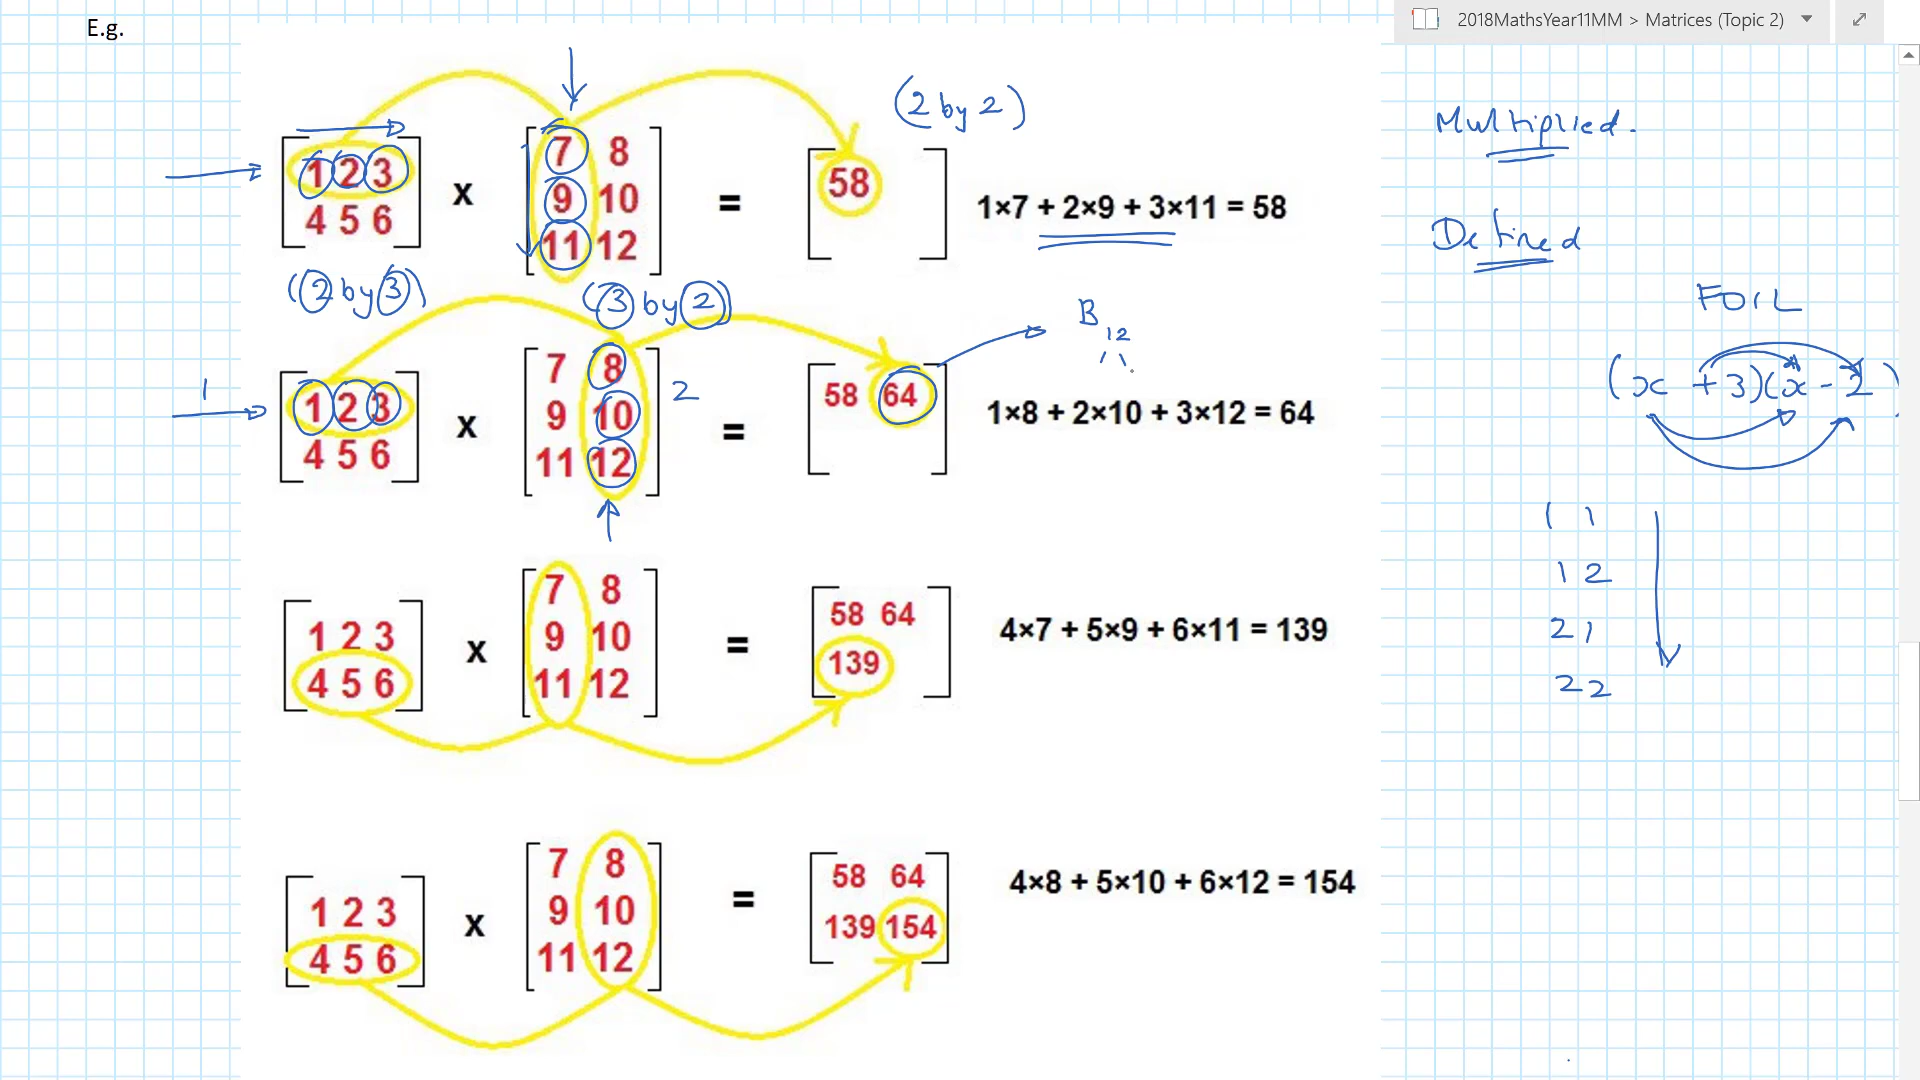 E.g.
2018MathsYear11MM > Matrices (Topic 2)
(2 by 2)
Multiplied.
1 2 3
4 5 6
x
7 8
9 10
11 12
=
58
1×7 + 2×9 + 3×11 = 58
Defined
(2 by 3)
(3 by 2)
FOIL
B12
(x + 3)(x - 2)
1
1 2 3
4 5 6
x
7 8
9 10
11 12
2
=
58 64
1×8 + 2×10 + 3×12 = 64
1 1
1 2
2 1
2 2
1 2 3
4 5 6
x
7 8
9 10
11 12
=
58 64
139
4×7 + 5×9 + 6×11 = 139
1 2 3
4 5 6
x
7 8
9 10
11 12
=
58 64
139 154
4×8 + 5×10 + 6×12 = 154